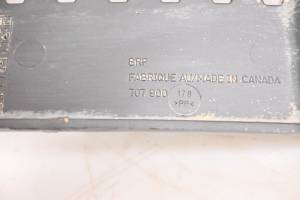 BRP
FABRIQUE AU/MADE IN CANADA
707 800
178
>PP<